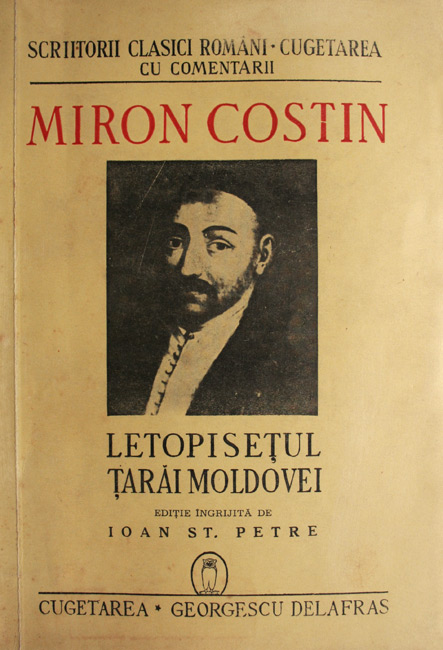 SCRIITORII CLASICI ROMÂNI · CUGETAREA
CU COMENTARII
MIRON COSTIN
LETOPISEȚUL
ȚARĂI MOLDOVEI
EDIȚIE ÎNGRIJITĂ DE
IOAN ST. PETRE
CUGETAREA * GEORGESCU DELAFRAS